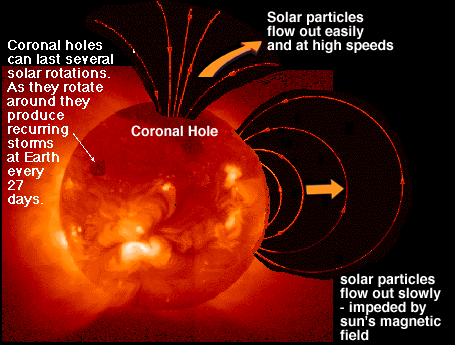 Coronal holes
can last several
solar rotations.
As they rotate
around they
produce
recurring
storms
at Earth
every
27
days.
Solar particles
flow out easily
and at high speeds
Coronal Hole
solar particles
flow out slowly
- impeded by
sun's magnetic
field